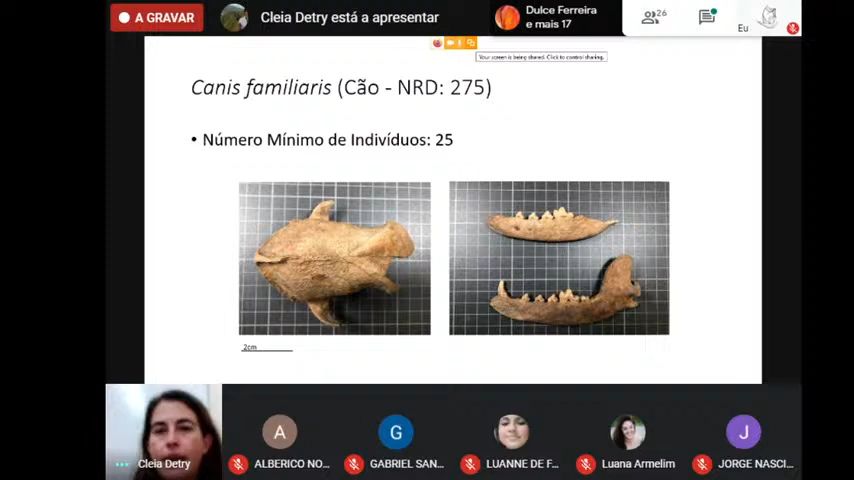 A GRAVAR
Cleia Detry está a apresentar
Dulce Ferreira
e mais 17
26
Eu
Your screen is being shared. Click to control sharing.
Canis familiaris (Cão - NRD: 275)
• Número Mínimo de Indivíduos: 25
2cm
A
G
J
Cleia Detry
ALBERICO NO...
GABRIEL SAN...
LUANNE DE F...
Luana Armelim
JORGE NASCI...